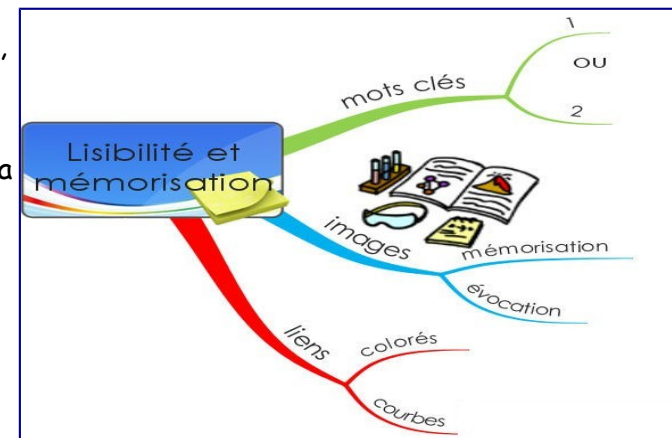 ,
a
Lisibilité et
mémorisation
mots clés
1
OU
2
images
mémorisation
évocation
liens
colorés
courbes